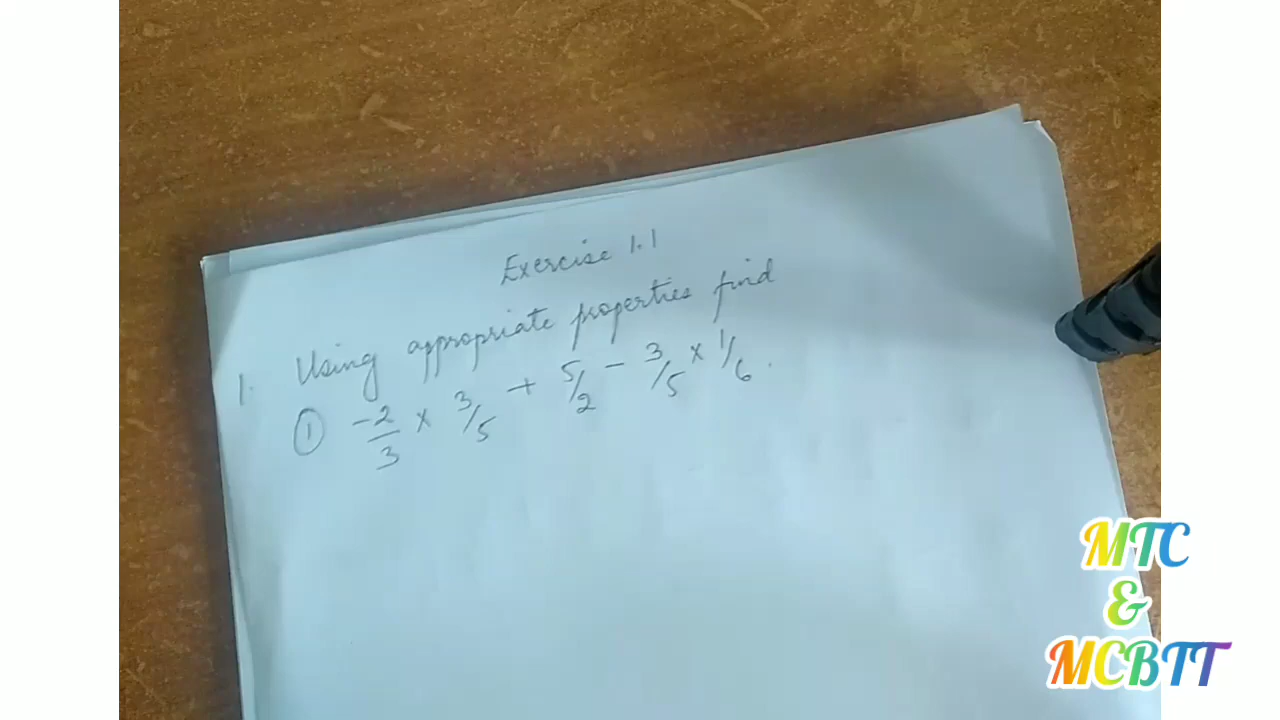 Exercise 1.1
1. Using appropriate properties find
① -2/3 × 3/5 + 5/2 - 3/5 × 1/6.
MTC
&
MCBTT